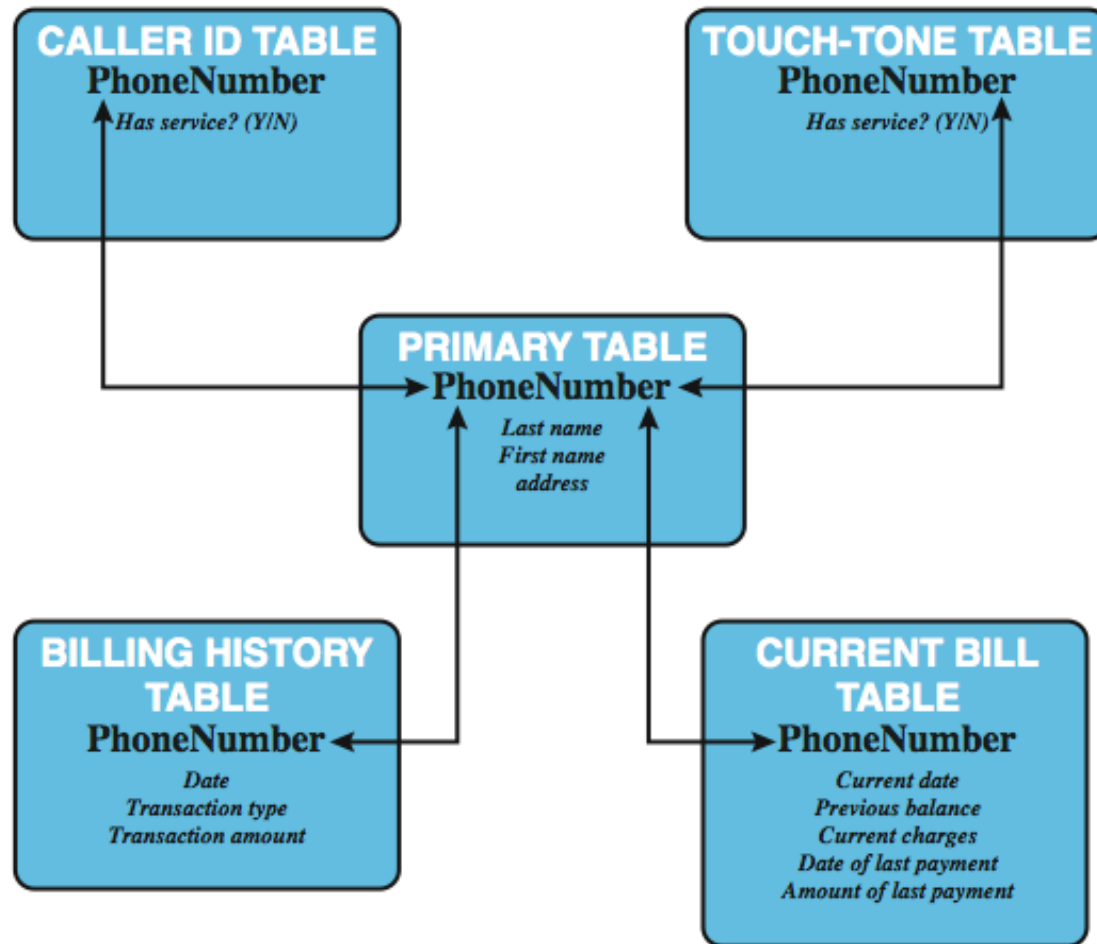 CALLER ID TABLE
PhoneNumber
Has service? (Y/N)
TOUCH-TONE TABLE
PhoneNumber
Has service? (Y/N)
PRIMARY TABLE
PhoneNumber
Last name
First name
address
BILLING HISTORY
TABLE
PhoneNumber
Date
Transaction type
Transaction amount
CURRENT BILL
TABLE
PhoneNumber
Current date
Previous balance
Current charges
Date of last payment
Amount of last payment